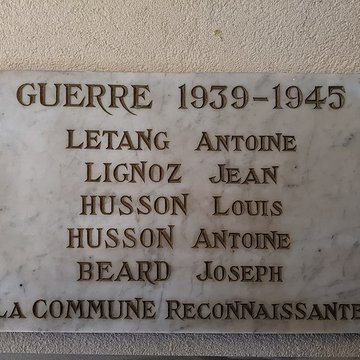 GUERRE 1939-1945
LETANG ANTOINE
LIGNOZ JEAN
HUSSON LOUIS
HUSSON ANTOINE
BEARD JOSEPH
LA COMMUNE RECONNAISSANTE